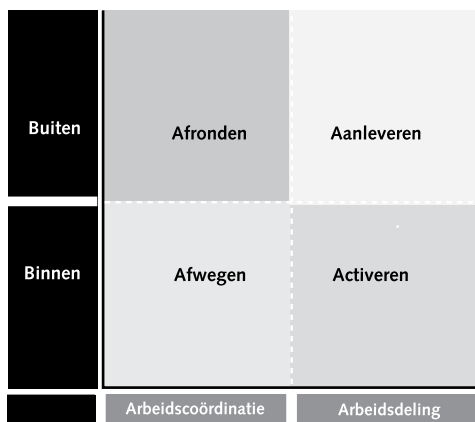 Buiten
Afronden
Aanleveren
Binnen
Afwegen
Activeren
Arbeidscoördinatie
Arbeidsdeling